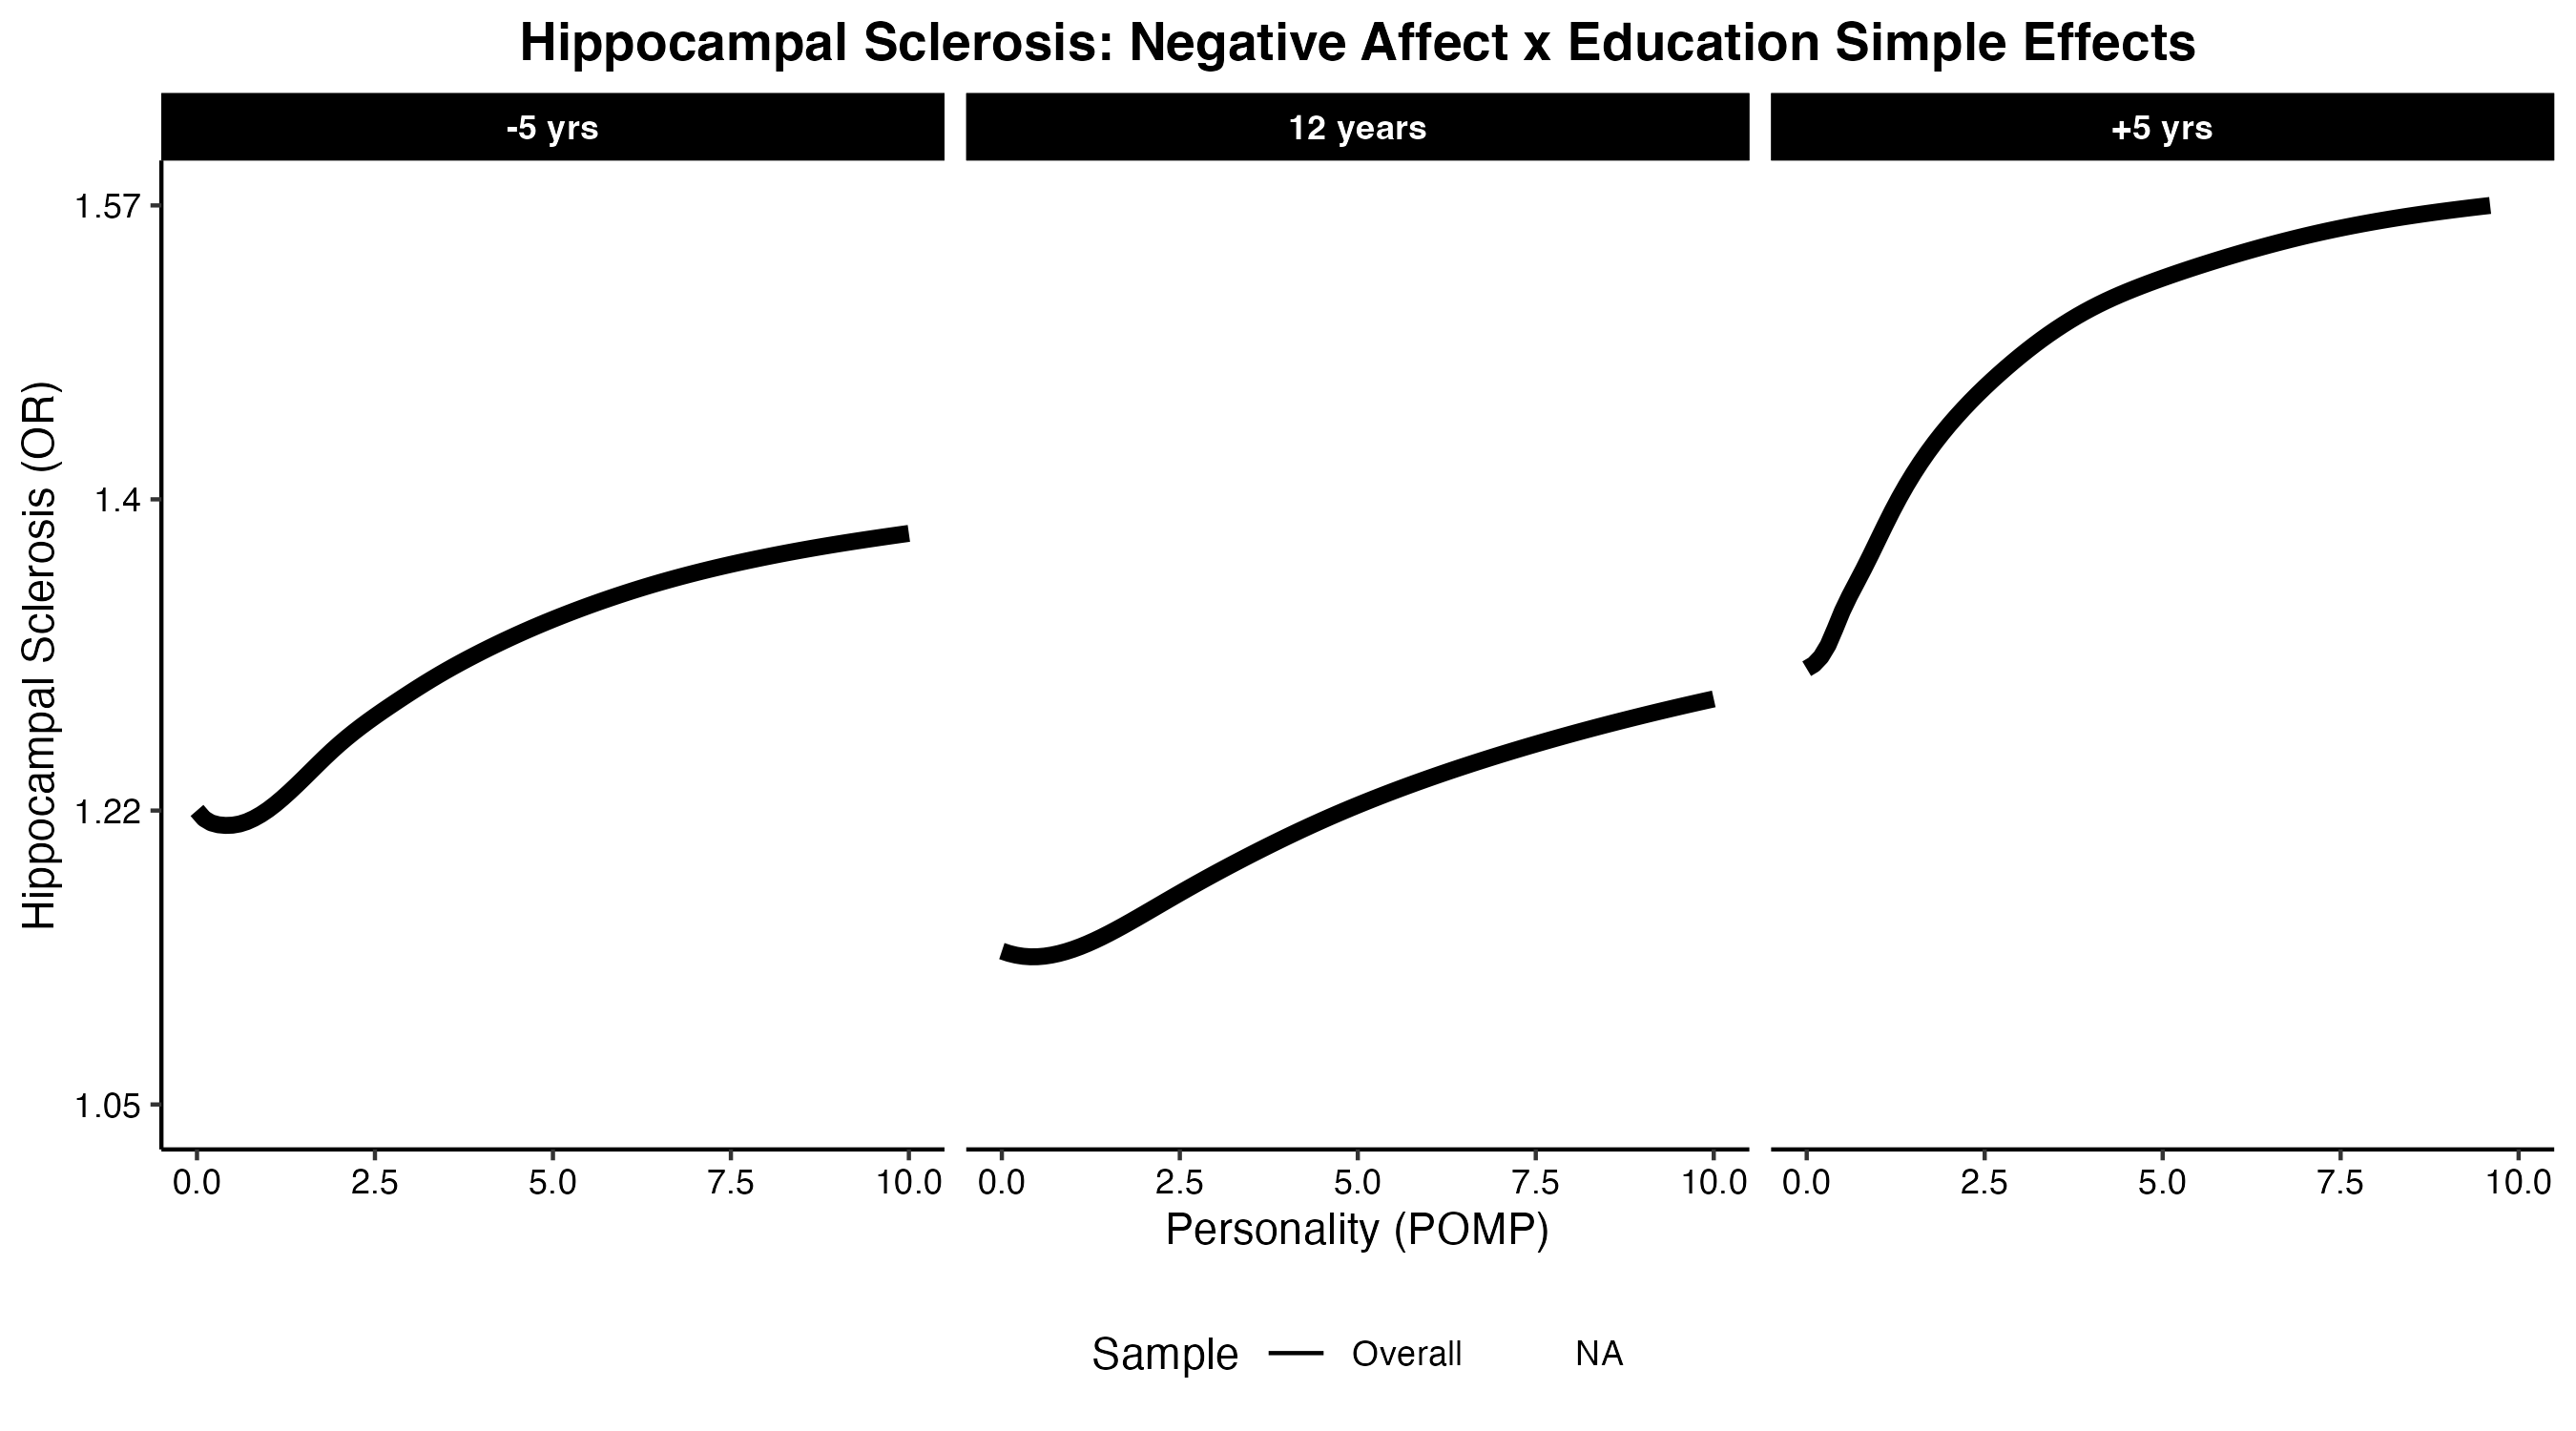 Hippocampal Sclerosis: Negative Affect x Education Simple Effects
-5 yrs 12 years +5 yrs
Hippocampal Sclerosis (OR)
1.57
1.4
1.22
1.05
0.0 2.5 5.0 7.5 10.0 0.0 2.5 5.0 7.5 10.0 0.0 2.5 5.0 7.5 10.0
Personality (POMP)
Sample Overall NA